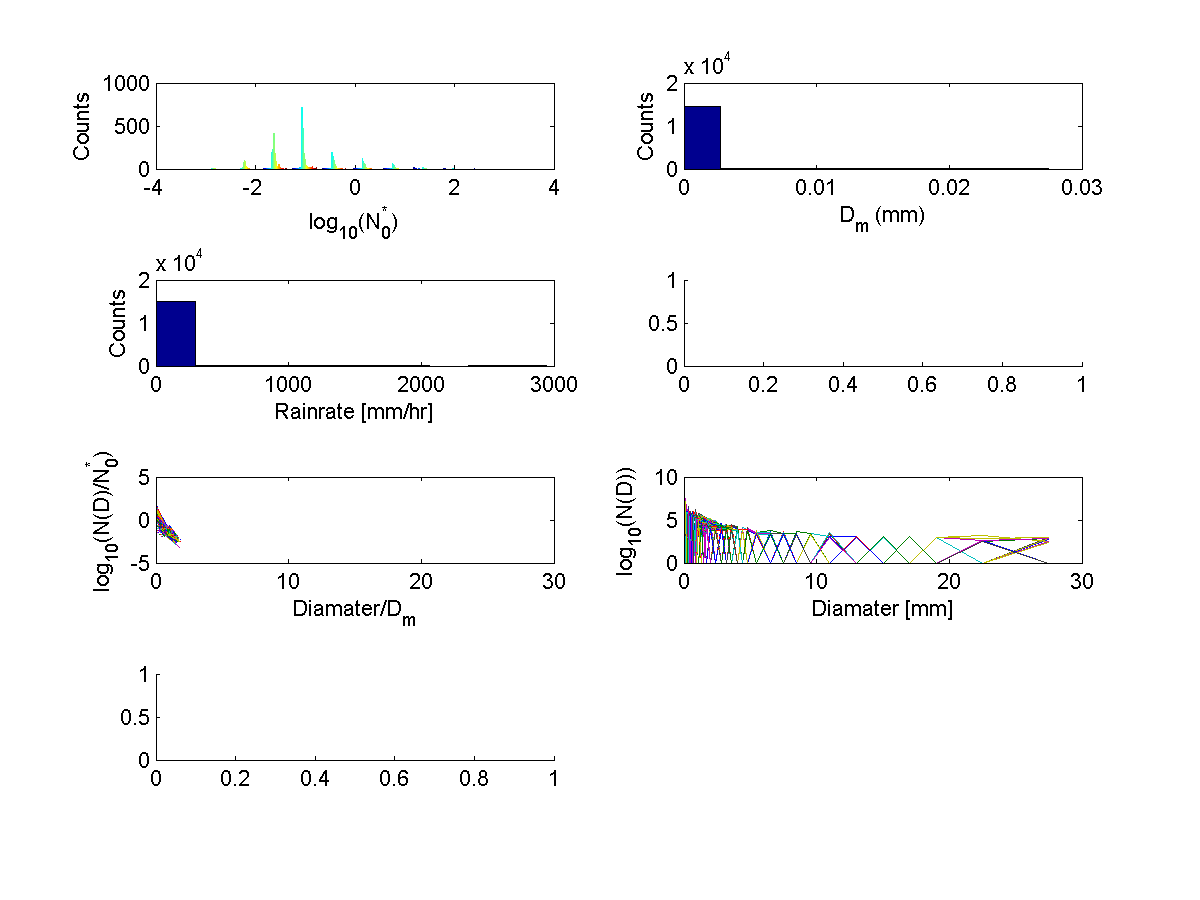 1000
500
0
Counts
-4 -2 0 2 4
log10(N0*)
x 10^4
2
1
0
Counts
0 0.01 0.02 0.03
Dm (mm)
x 10^4
2
1
0
Counts
0 1000 2000 3000
Rainrate [mm/hr]
1
0.5
0
0 0.2 0.4 0.6 0.8 1
5
0
-5
log10(N(D)/N0*)
0 10 20 30
Diamater/Dm
10
5
0
log10(N(D))
0 10 20 30
Diamater [mm]
1
0.5
0
0 0.2 0.4 0.6 0.8 1